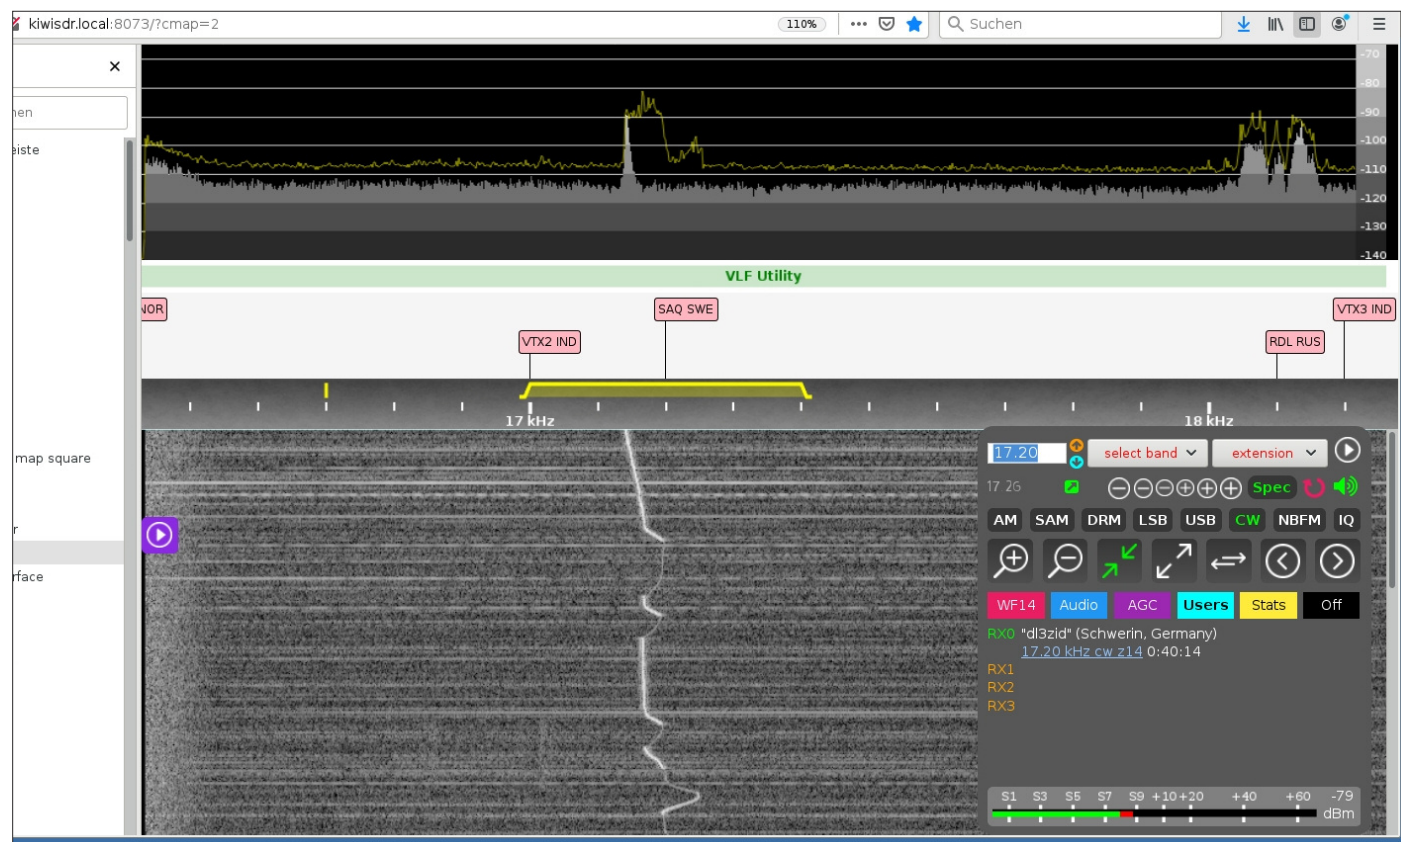 kiwisdr.local:8073/?cmap=2
110%
Suchen
-70
-80
-90
-100
-110
-120
-130
-140
hen
eiste
VLF Utility
NOR
SAQ SWE
VTX3 IND
VTX2 IND
RDL RUS
17 kHz
18 kHz
map square
r
rface
17.20
select band
extension
17 26
Spec
AM SAM DRM LSB USB CW NBFM IQ
WF14 Audio AGC Users Stats Off
RX0 "dl3zid" (Schwerin, Germany)
17.20 kHz cw z14 0:40:14
RX1
RX2
RX3
S1 S3 S5 S7 S9 +10 +20 +40 +60 -79
dBm